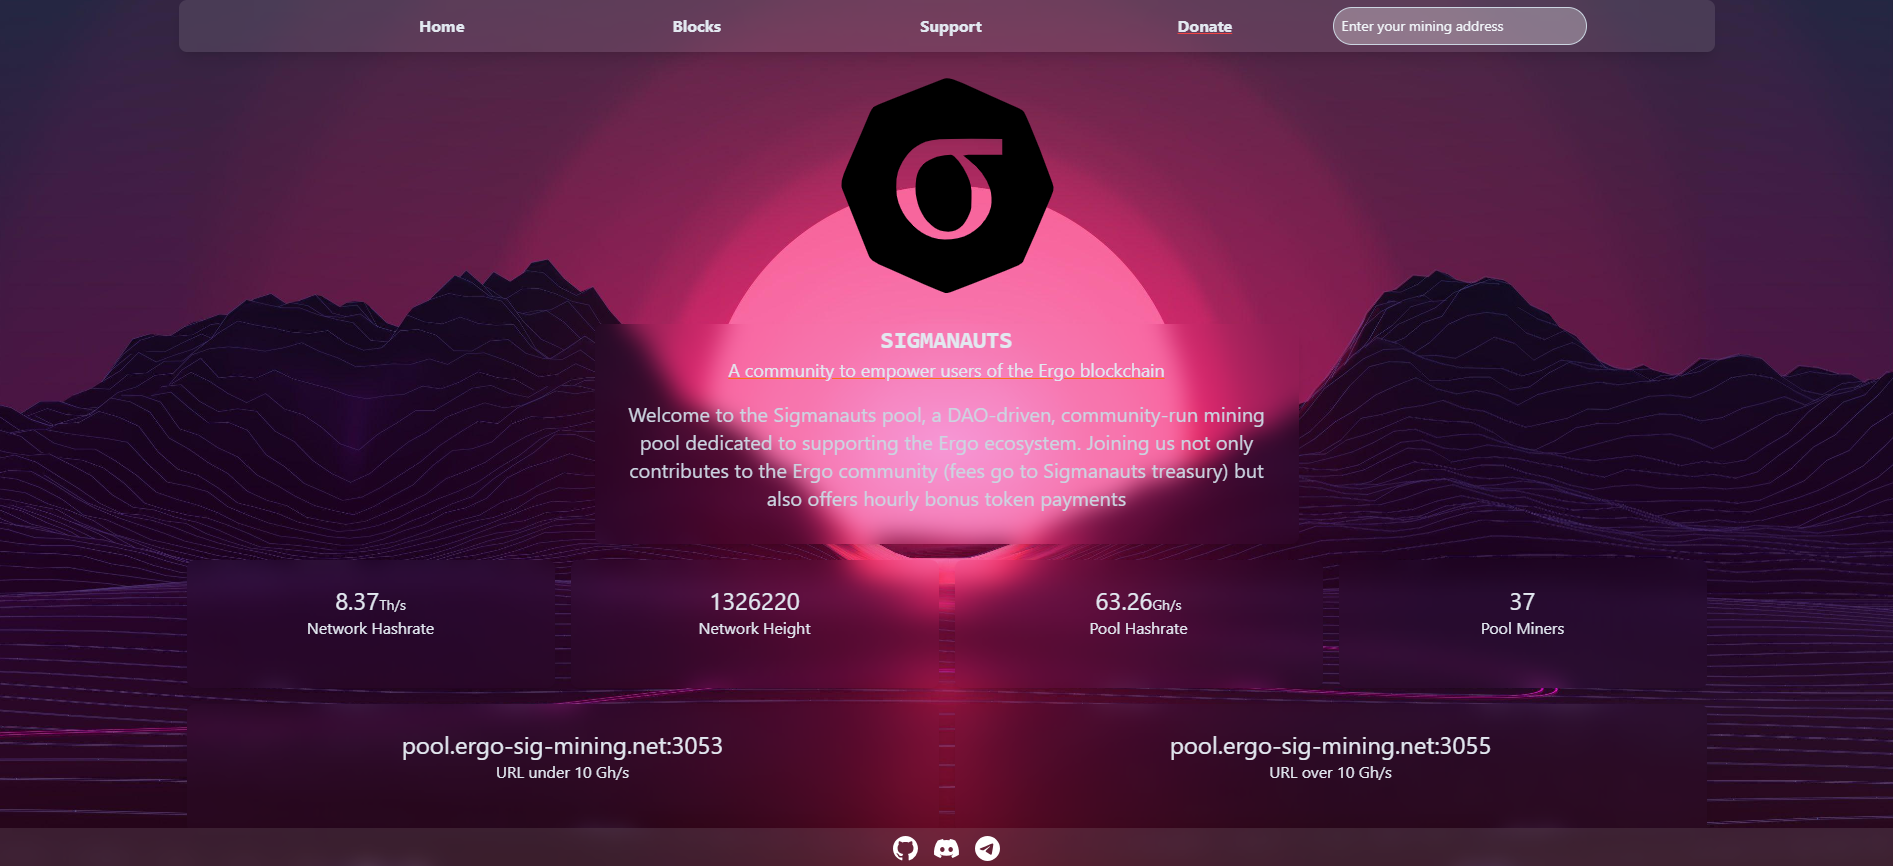 Home
Blocks
Support
Donate
Enter your mining address
σ
SIGMANAUTS
A community to empower users of the Ergo blockchain
Welcome to the Sigmanauts pool, a DAO-driven, community-run mining
pool dedicated to supporting the Ergo ecosystem. Joining us not only
contributes to the Ergo community (fees go to Sigmanauts treasury) but
also offers hourly bonus token payments
8.37Th/s
Network Hashrate
1326220
Network Height
63.26Gh/s
Pool Hashrate
37
Pool Miners
pool.ergo-sig-mining.net:3053
URL under 10 Gh/s
pool.ergo-sig-mining.net:3055
URL over 10 Gh/s